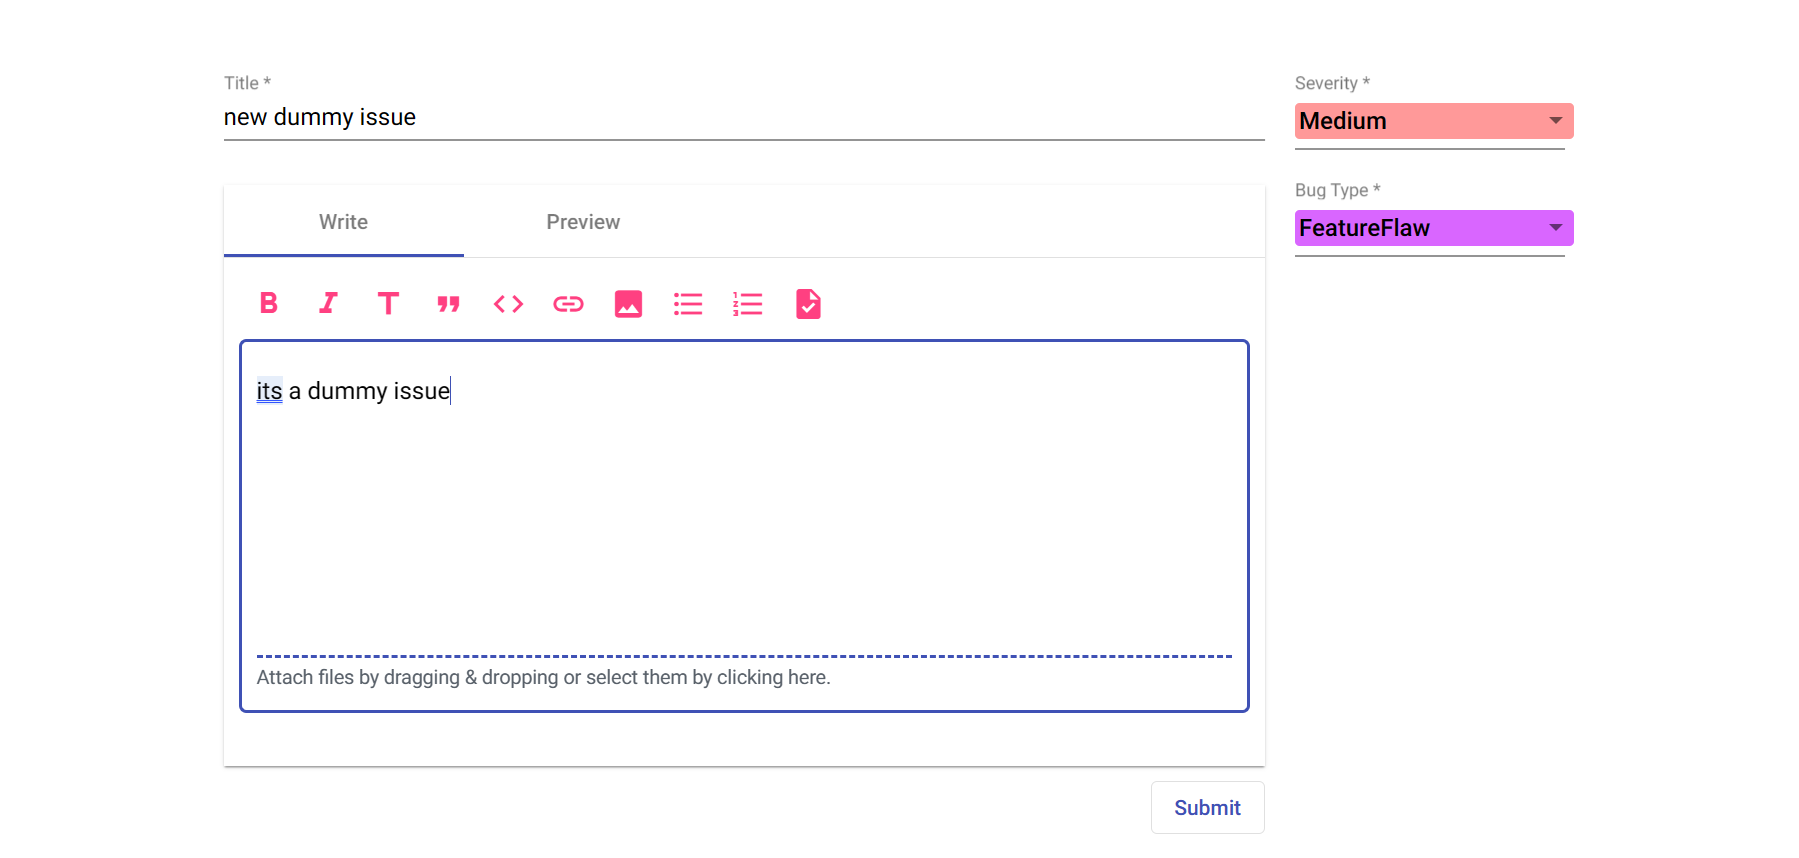 Title *
new dummy issue
Severity *
Medium
Bug Type *
FeatureFlaw
Write Preview
its a dummy issue
Attach files by dragging & dropping or select them by clicking here.
Submit